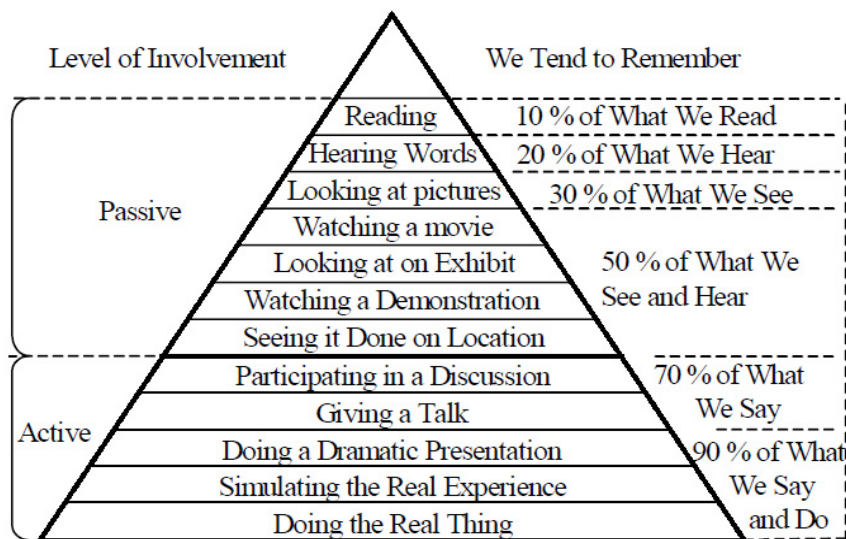 Level of Involvement
We Tend to Remember
Reading
10 % of What We Read
Hearing Words
20 % of What We Hear
Looking at pictures
30 % of What We See
Passive
Watching a movie
Looking at on Exhibit
50 % of What We
See and Hear
Watching a Demonstration
Seeing it Done on Location
Participating in a Discussion
70 % of What
We Say
Giving a Talk
Active
Doing a Dramatic Presentation
90 % of What
We Say
and Do
Simulating the Real Experience
Doing the Real Thing